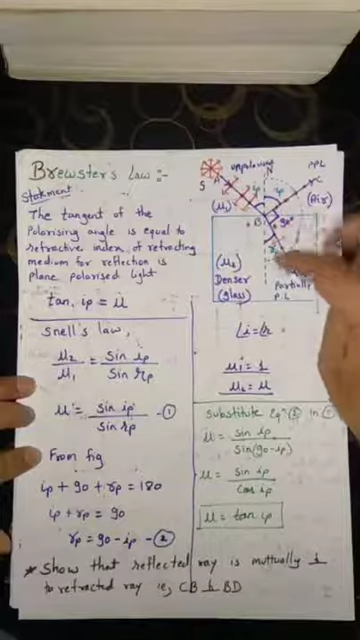 Brewster's Law :-
Statement
The tangent of the
Polarising angle is equal to
refractive index of refracting
medium for reflection is
plane polarised light
tan ip = μ
Snell's law,
μ₂/μ₁ = sin ip / sin rp
μ = sin ip / sin rp - ①
From fig
ip + 90 + rp = 180
ip + rp = 90
rp = 90 - ip - ②
unpolarised
N
PPL
S
A
C
ip
ip
(μ₁)
(Air)
B
90°
(μ₂)
Denser
(glass)
Partially
P.L
∠i = ∠r
μ₁ = 1
μ₂ = μ
substitute Eqⁿ ② in ①
μ = sin ip / sin(90-ip)
μ = sin ip / cos ip
μ = tan ip
* Show that reflected ray is mutually ⊥
to refracted ray ie, CB ⊥ BD